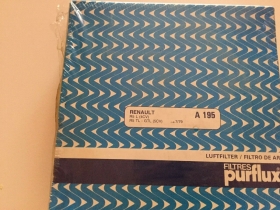 RENAULT
A 195
LUFTFILTER / FILTRO DE AR
FILTRES
purflux